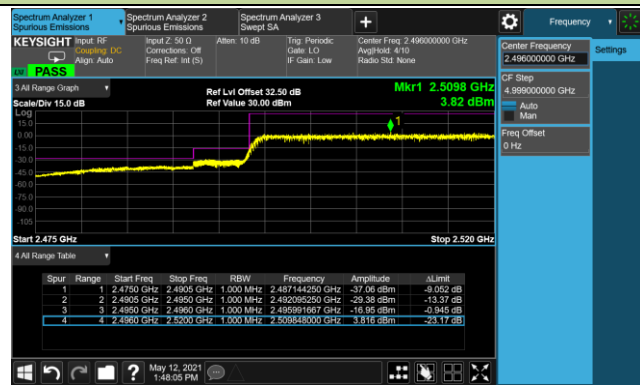 Spectrum Analyzer 1
Spurious Emissions
Spectrum Analyzer 2
Spurious Emissions
Spectrum Analyzer 3
Swept SA
Frequency
KEYSIGHT
Input: RF
Coupling: DC
Align: Auto
Input Z: 50 Ω
Corrections: Off
Freq Ref: Int (S)
Atten: 10 dB
Trig: Periodic
Gate: LO
IF Gain: Low
Center Freq: 2.496000000 GHz
Avg|Hold: 4/10
Radio Std: None
PASS
Center Frequency
2.496000000 GHz
Settings
CF Step
4.999000000 GHz
Auto
Man
Freq Offset
0 Hz
3 All Range Graph
Scale/Div 15.0 dB
Ref Lvl Offset 32.50 dB
Ref Value 30.00 dBm
Mkr1 2.5098 GHz
3.82 dBm
Log
15.0
0.00
-15.0
-30.0
-45.0
-60.0
-75.0
-90.0
-105
1
Start 2.475 GHz
Stop 2.520 GHz
4 All Range Table
Spur Range Start Freq Stop Freq RBW Frequency Amplitude ΔLimit
1 1 2.4750 GHz 2.4905 GHz 1.000 MHz 2.487144250 GHz -37.06 dBm -9.052 dB
2 2 2.4905 GHz 2.4950 GHz 1.000 MHz 2.492095250 GHz -29.38 dBm -13.37 dB
3 3 2.4950 GHz 2.4960 GHz 1.000 MHz 2.495991667 GHz -16.95 dBm -0.945 dB
4 4 2.4960 GHz 2.5200 GHz 1.000 MHz 2.509848000 GHz 3.816 dBm -23.17 dB
May 12, 2021
1:48:05 PM